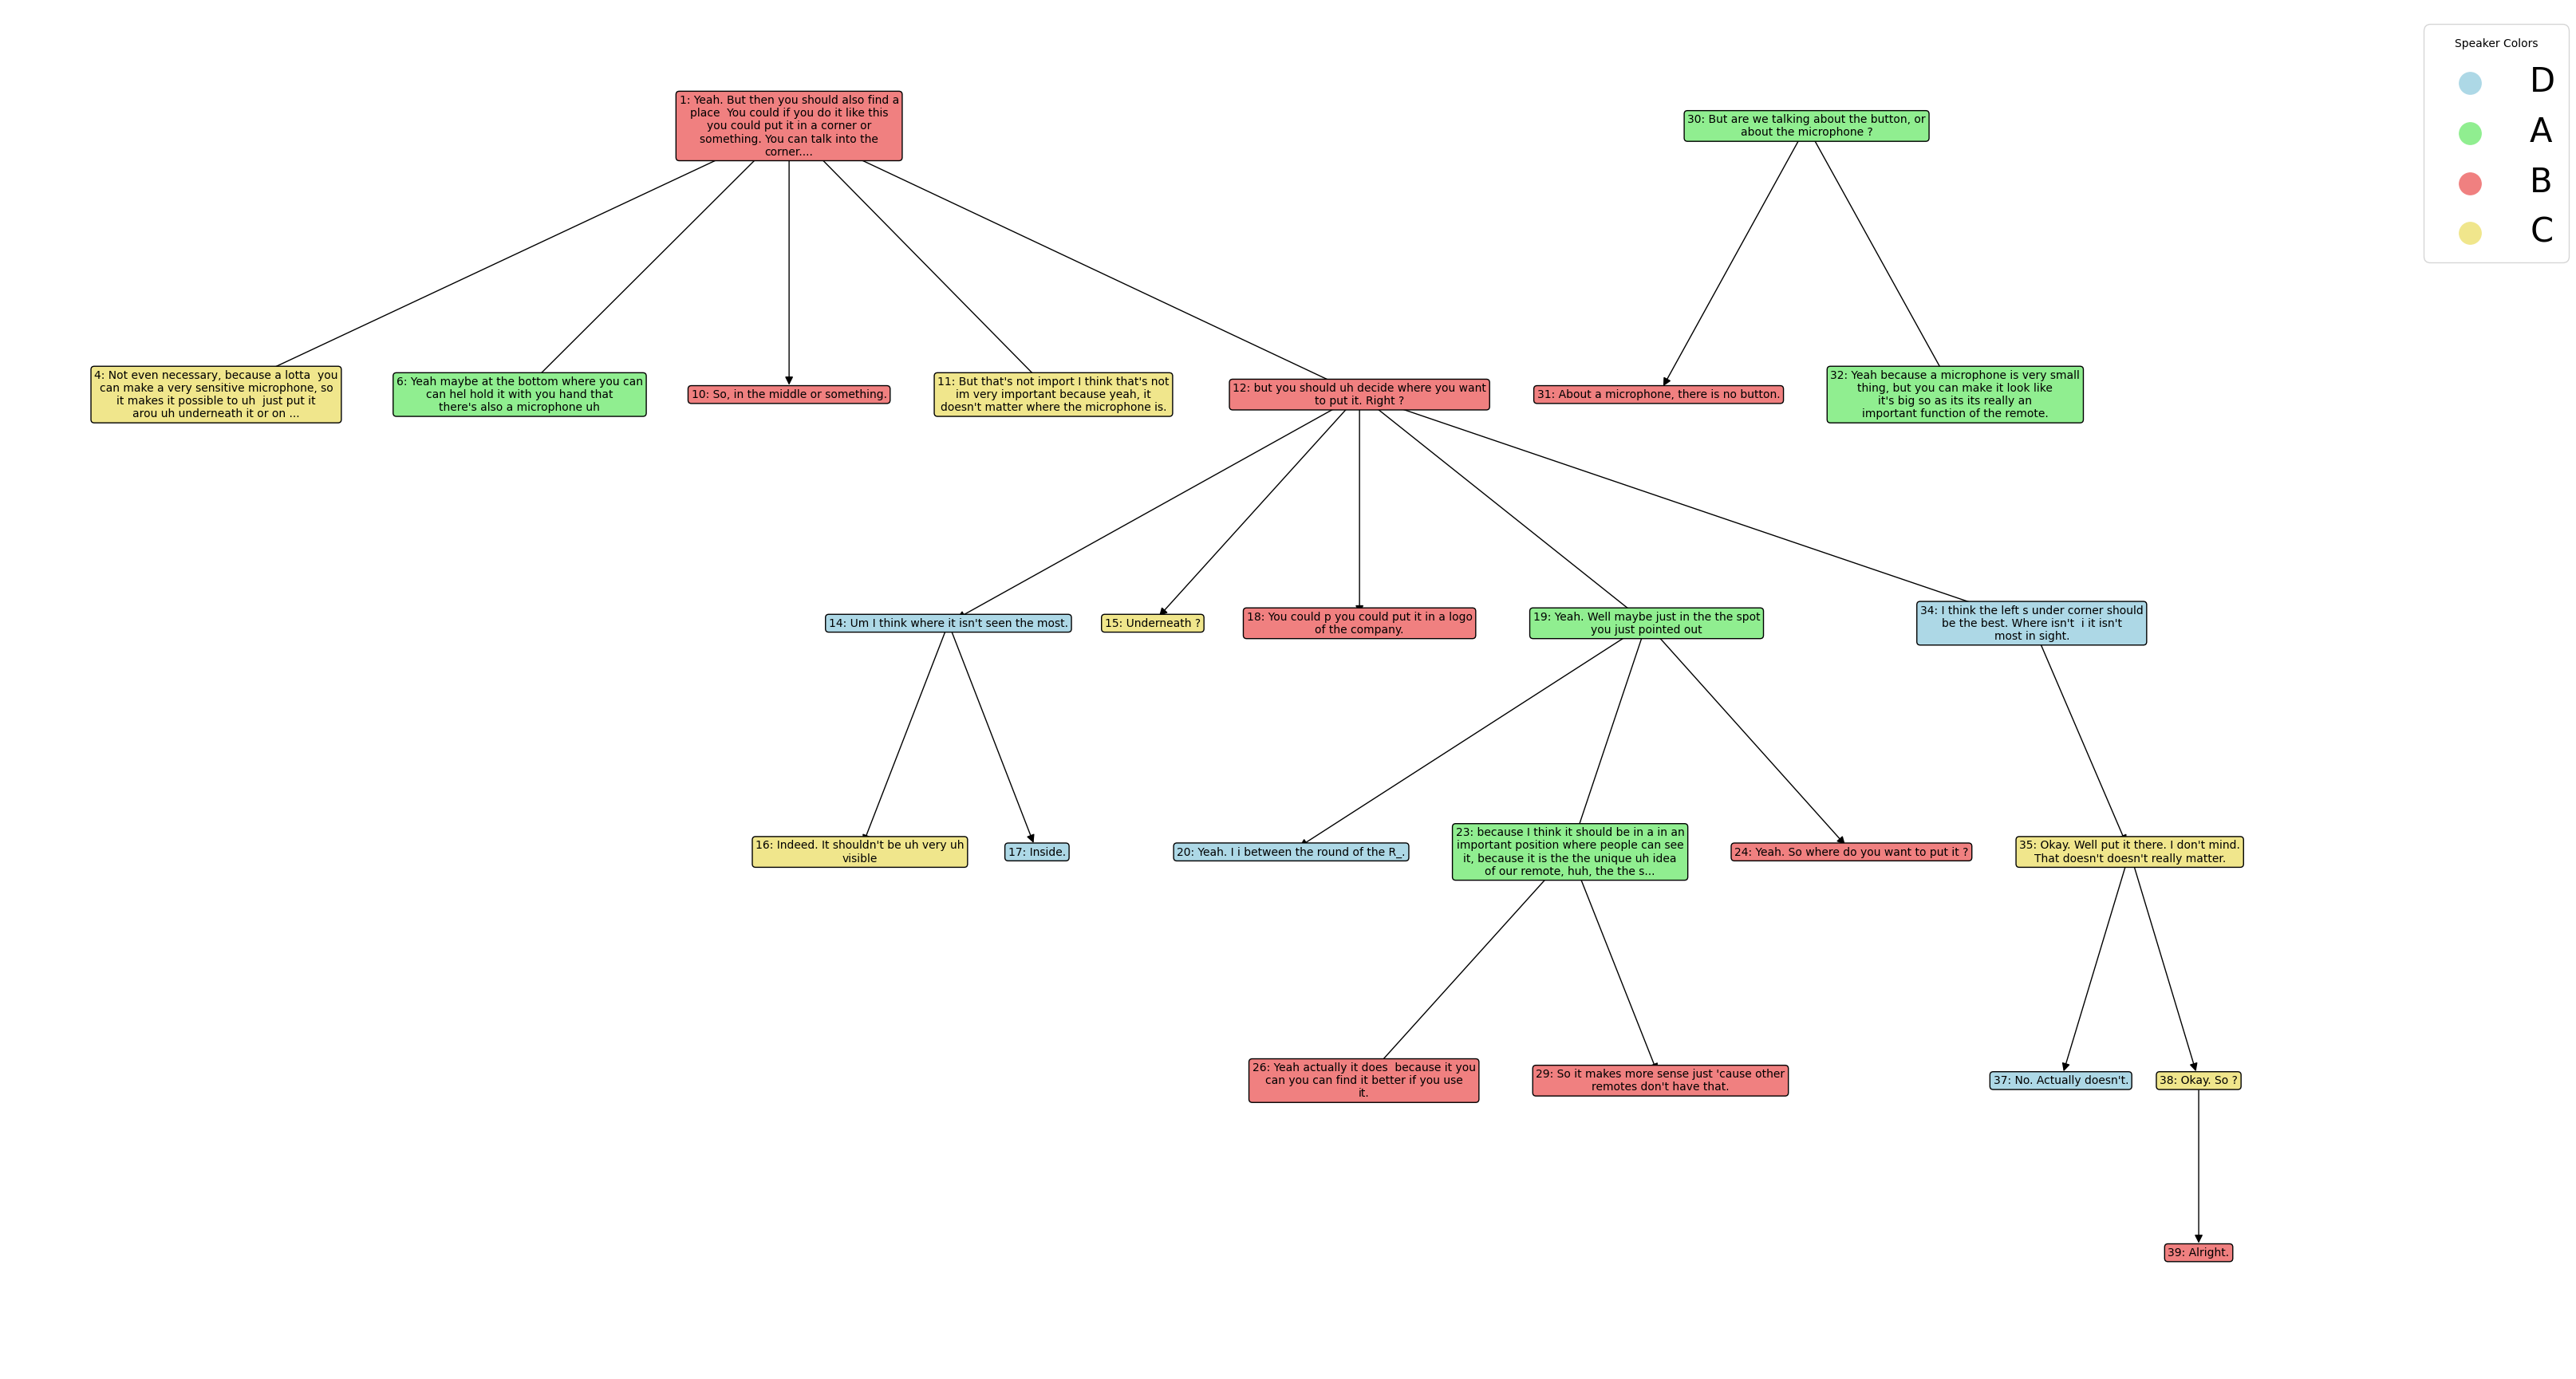 Speaker Colors
D
A
B
C
1: Yeah. But then you should also find a
place  You could if you do it like this
you could put it in a corner or
something. You can talk into the
corner....
30: But are we talking about the button, or
about the microphone ?
4: Not even necessary, because a lotta  you
can make a very sensitive microphone, so
it makes it possible to uh  just put it
arou uh underneath it or on ...
6: Yeah maybe at the bottom where you can
can hel hold it with you hand that
there's also a microphone uh
10: So, in the middle or something.
11: But that's not import I think that's not
im very important because yeah, it
doesn't matter where the microphone is.
12: but you should uh decide where you want
to put it. Right ?
31: About a microphone, there is no button.
32: Yeah because a microphone is very small
thing, but you can make it look like
it's big so as its its really an
important function of the remote.
14: Um I think where it isn't seen the most.
15: Underneath ?
18: You could p you could put it in a logo
of the company.
19: Yeah. Well maybe just in the the spot
you just pointed out
34: I think the left s under corner should
be the best. Where isn't  i it isn't
most in sight.
16: Indeed. It shouldn't be uh very uh
visible
17: Inside.
20: Yeah. I i between the round of the R_.
23: because I think it should be in a in an
important position where people can see
it, because it is the the unique uh idea
of our remote, huh, the the s...
24: Yeah. So where do you want to put it ?
35: Okay. Well put it there. I don't mind.
That doesn't doesn't really matter.
26: Yeah actually it does  because it you
can you can find it better if you use
it.
29: So it makes more sense just 'cause other
remotes don't have that.
37: No. Actually doesn't.
38: Okay. So ?
39: Alright.